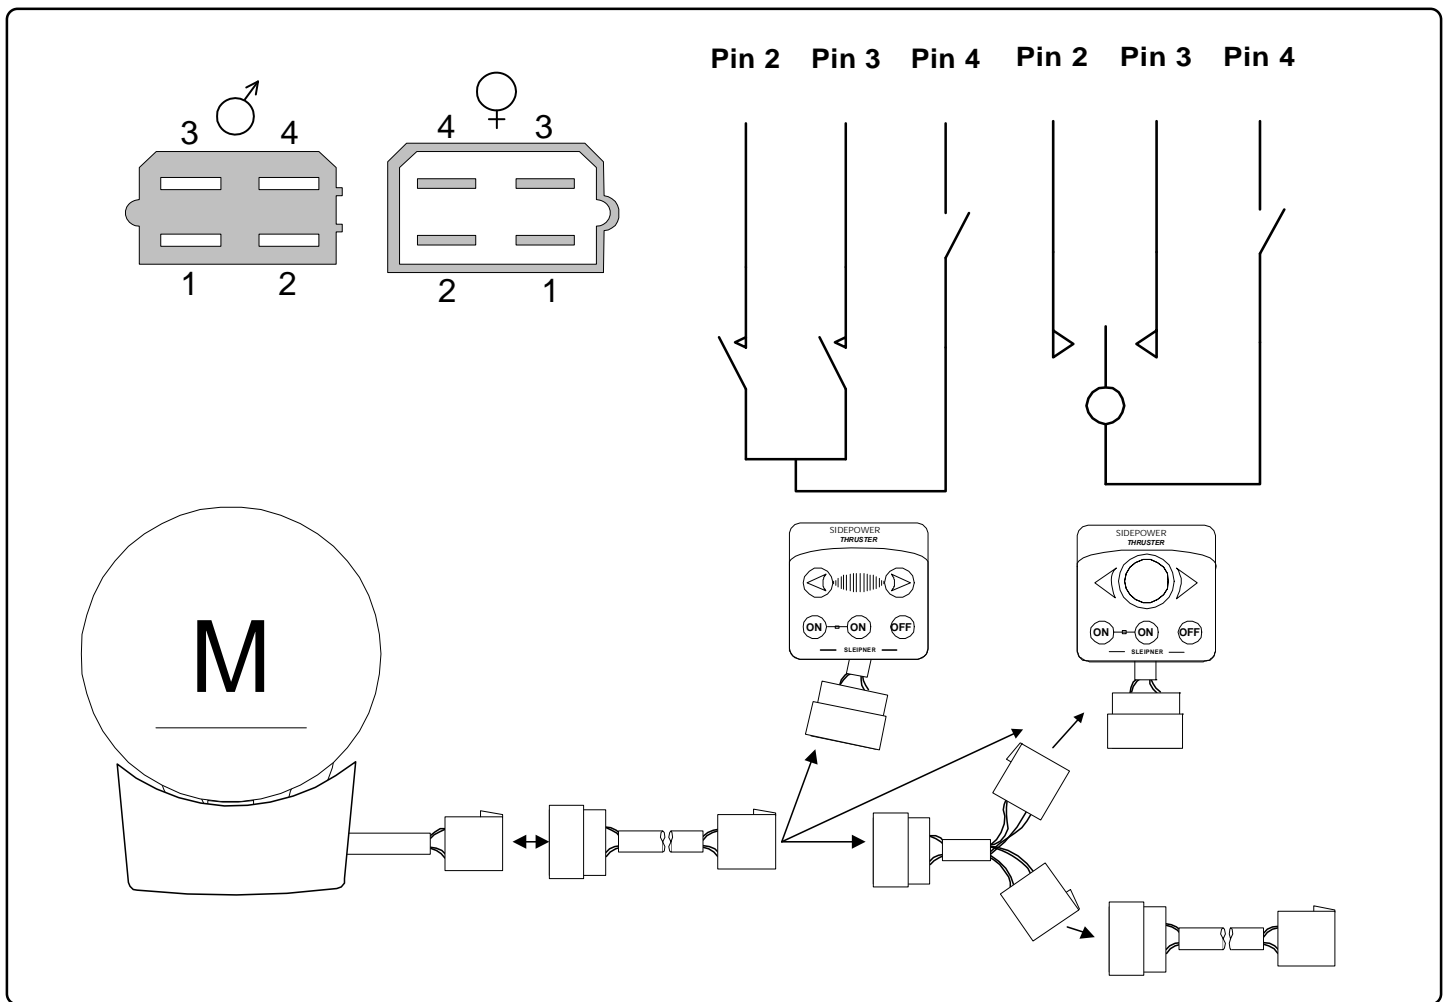 Pin 2 Pin 3 Pin 4 Pin 2 Pin 3 Pin 4
3 4
1 2
4 3
2 1
SIDEPOWER
THRUSTER
ON ON OFF
SLEIPNER
SIDEPOWER
THRUSTER
ON ON OFF
SLEIPNER
M